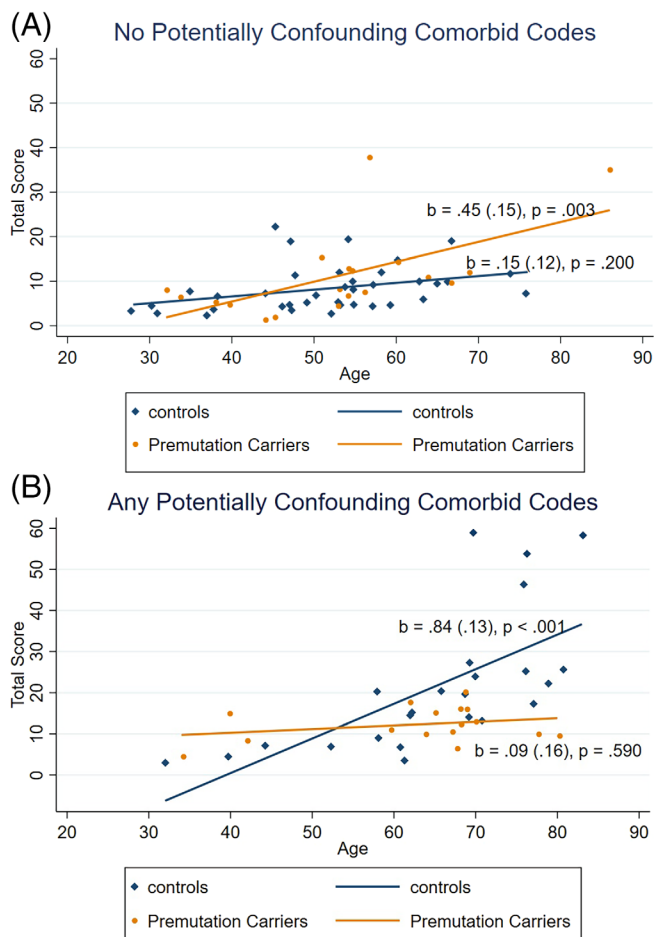 (A)
No Potentially Confounding Comorbid Codes
60
50
40
30
20
10
0
Total Score
b = .45 (.15), p = .003
b = .15 (.12), p = .200
20 30 40 50 60 70 80 90
Age
controls controls
Premutation Carriers Premutation Carriers
(B)
Any Potentially Confounding Comorbid Codes
60
50
40
30
20
10
0
Total Score
b = .84 (.13), p < .001
b = .09 (.16), p = .590
20 30 40 50 60 70 80 90
Age
controls controls
Premutation Carriers Premutation Carriers